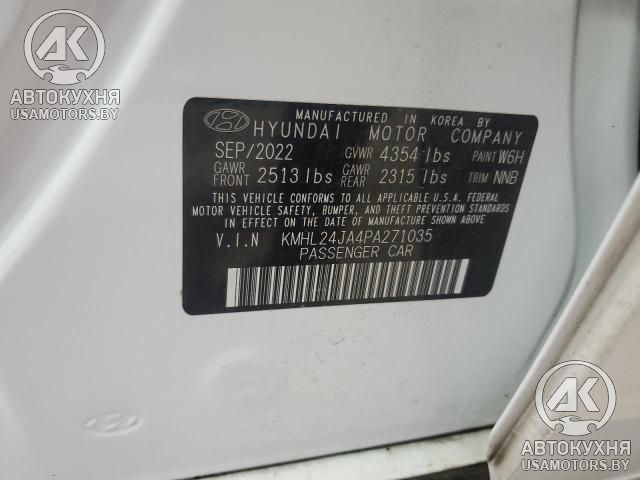 АК
АВТОКУХНЯ
USAMOTORS.BY
MANUFACTURED IN KOREA BY
HYUNDAI MOTOR COMPANY
SEP/2022 GVWR 4354 lbs PAINT W6H
GAWR FRONT 2513 lbs GAWR REAR 2315 lbs TRIM NNB
THIS VEHICLE CONFORMS TO ALL APPLICABLE U.S.A. FEDERAL
MOTOR VEHICLE SAFETY, BUMPER, AND THEFT PREVENTION STANDARDS
IN EFFECT ON THE DATE OF MANUFACTURE SHOWN ABOVE
V.I.N KMHL24JA4PA271035
PASSENGER CAR
АК
АВТОКУХНЯ
USAMOTORS.BY